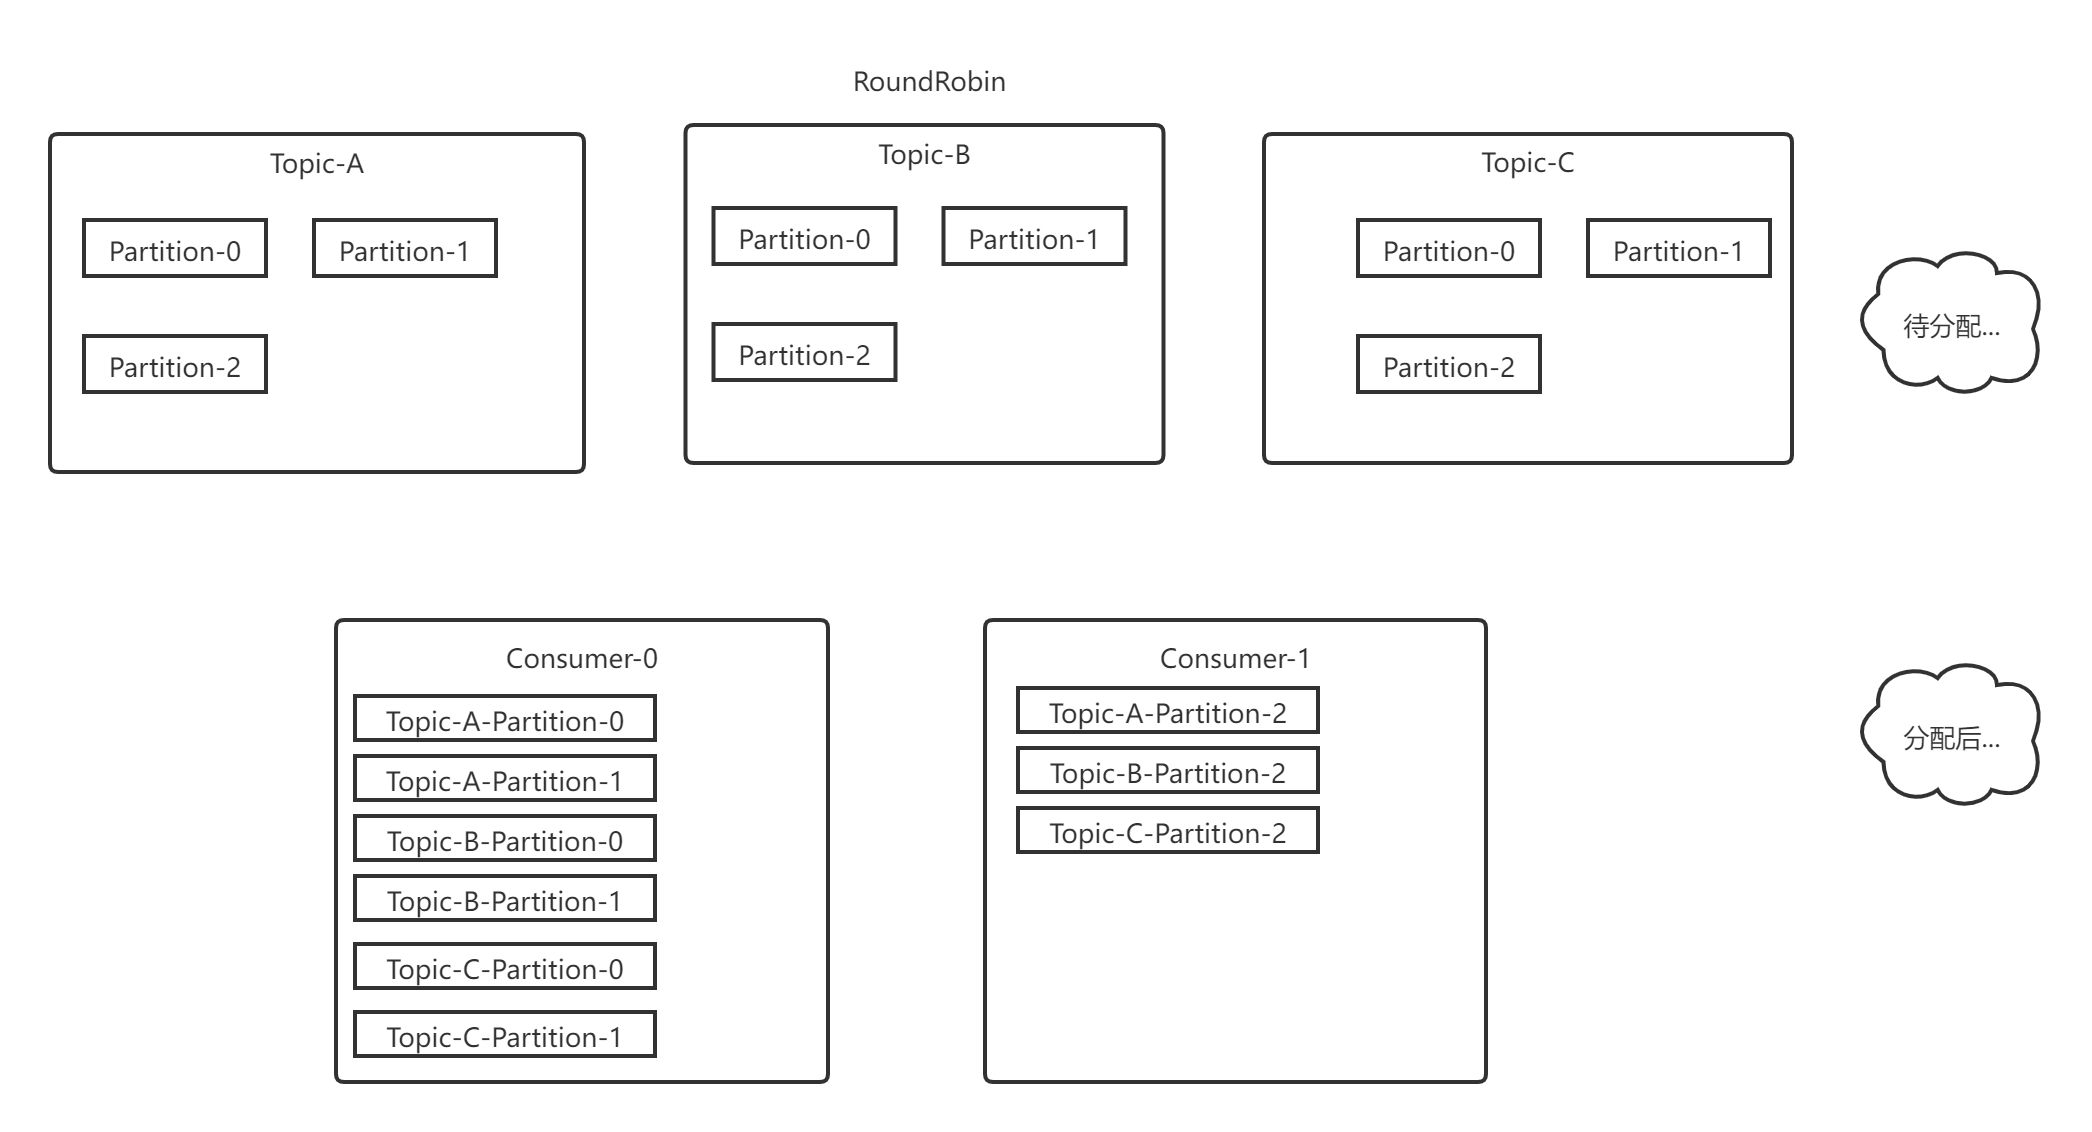 RoundRobin
Topic-A
Partition-0
Partition-1
Partition-2
Topic-B
Partition-0
Partition-1
Partition-2
Topic-C
Partition-0
Partition-1
Partition-2
待分配...
Consumer-0
Topic-A-Partition-0
Topic-A-Partition-1
Topic-B-Partition-0
Topic-B-Partition-1
Topic-C-Partition-0
Topic-C-Partition-1
Consumer-1
Topic-A-Partition-2
Topic-B-Partition-2
Topic-C-Partition-2
分配后...